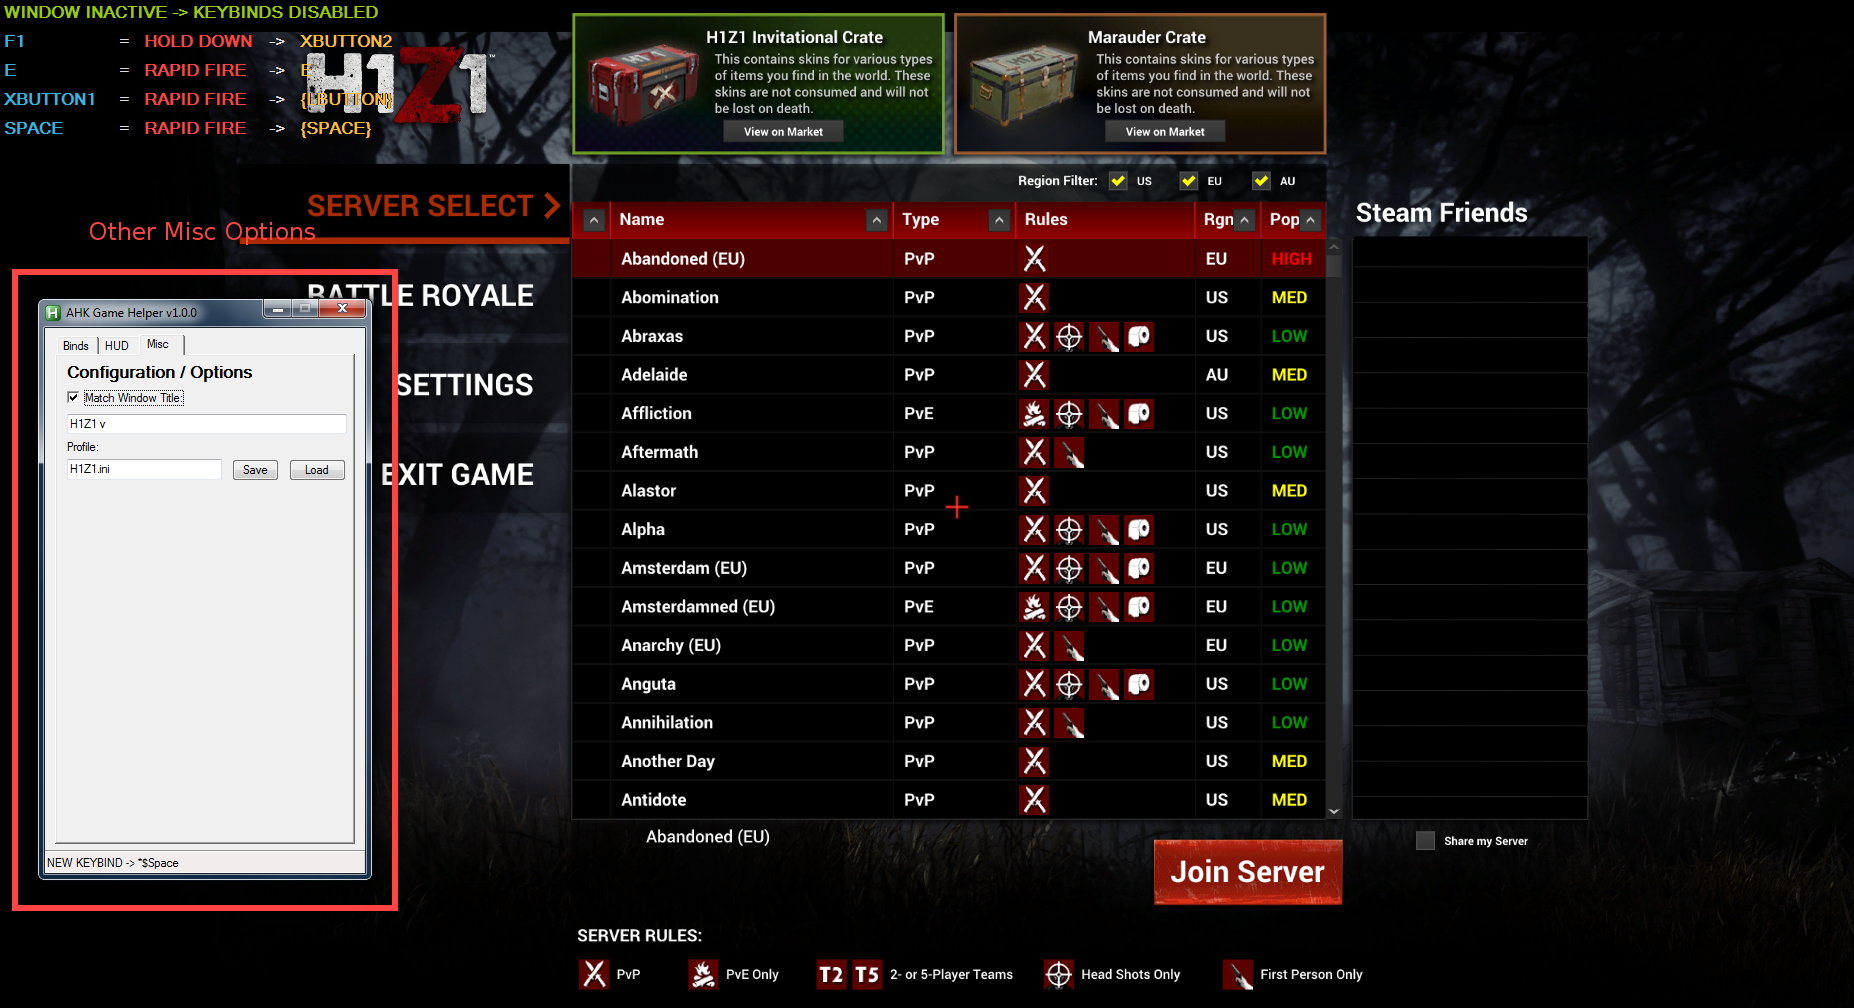 WINDOW INACTIVE -> KEYBINDS DISABLED
F1 = HOLD DOWN -> XBUTTON2
E = RAPID FIRE -> E
XBUTTON1 = RAPID FIRE -> {LBUTTON}
SPACE = RAPID FIRE -> {SPACE}
H1Z1™
H1Z1 Invitational Crate
This contains skins for various types
of items you find in the world. These
skins are not consumed and will not
be lost on death.
View on Market
Marauder Crate
This contains skins for various types
of items you find in the world. These
skins are not consumed and will not
be lost on death.
View on Market
SERVER SELECT
Other Misc Options
BATTLE ROYALE
SETTINGS
EXIT GAME
AHK Game Helper v1.0.0
Binds HUD Misc
Configuration / Options
Match Window Title:
H1Z1 v
Profile:
H1Z1.ini Save Load
NEW KEYBIND -> *$Space
Region Filter: US EU AU
Name Type Rules Rgn Pop
Abandoned (EU) PvP EU HIGH
Abomination PvP US MED
Abraxas PvP US LOW
Adelaide PvP AU MED
Affliction PvE US LOW
Aftermath PvP US LOW
Alastor PvP US MED
Alpha PvP US LOW
Amsterdam (EU) PvP EU LOW
Amsterdamned (EU) PvE EU LOW
Anarchy (EU) PvP EU LOW
Anguta PvP US LOW
Annihilation PvP US LOW
Another Day PvP US MED
Antidote PvP US MED
Abandoned (EU)
Join Server
Steam Friends
Share my Server
SERVER RULES:
PvP PvE Only T2 T5 2- or 5-Player Teams Head Shots Only First Person Only